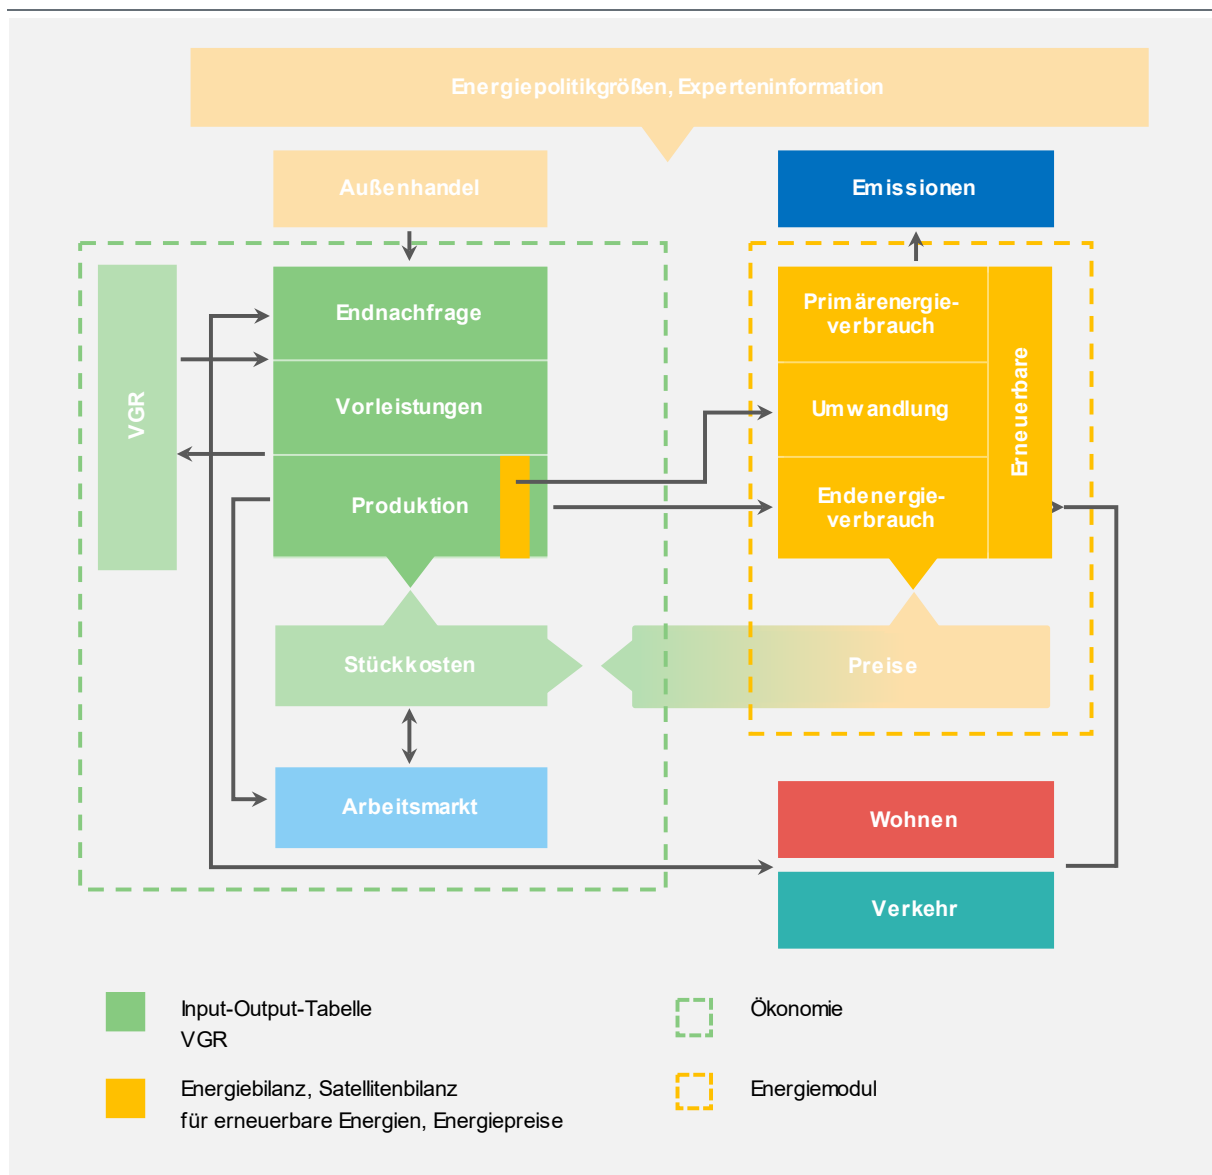 Energiepolitikgrößen, Experteninformation
Außenhandel
Emissionen
VGR
Endnachfrage
Vorleistungen
Produktion
Primärenergie-
verbrauch
Umwandlung
Endenergie-
verbrauch
Erneuerbare
Stückkosten
Preise
Arbeitsmarkt
Wohnen
Verkehr
Input-Output-Tabelle
VGR
Ökonomie
Energiebilanz, Satellitenbilanz
für erneuerbare Energien, Energiepreise
Energiemodul